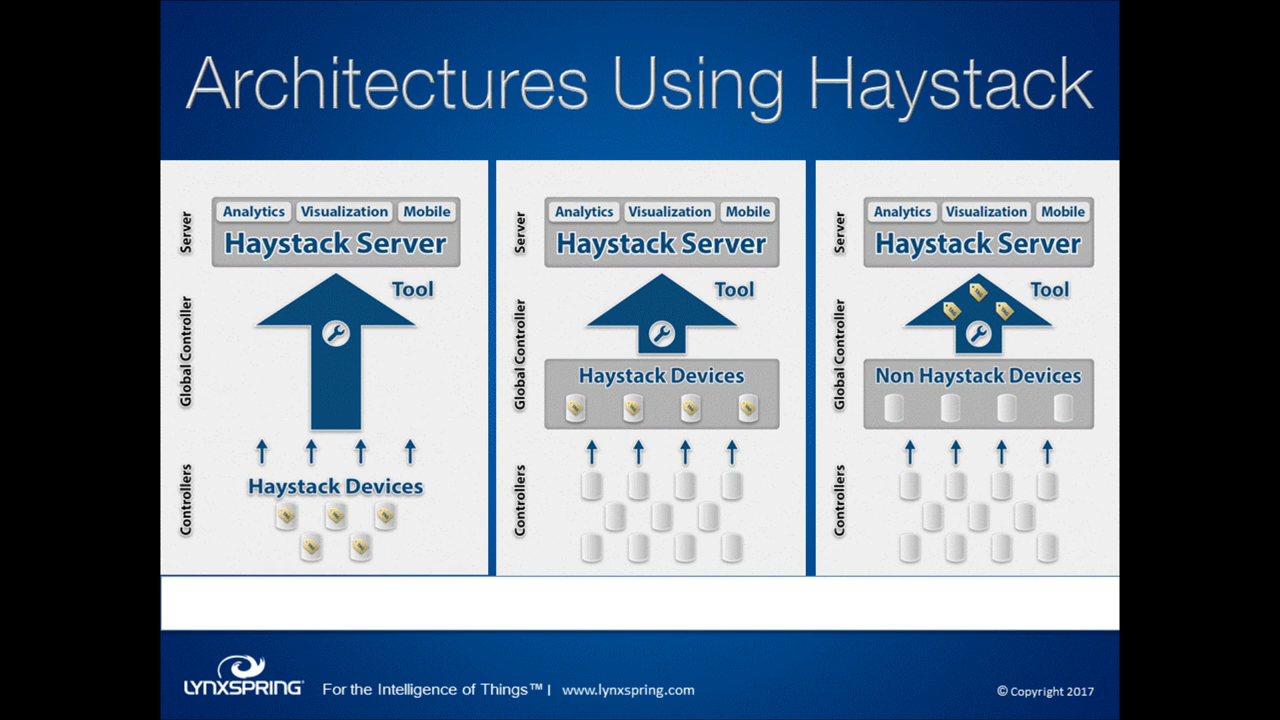 Architectures Using Haystack
Server
Analytics
Visualization
Mobile
Haystack Server
Global Controller
Tool
Controllers
Haystack Devices
Server
Analytics
Visualization
Mobile
Haystack Server
Global Controller
Tool
Haystack Devices
Controllers
Server
Analytics
Visualization
Mobile
Haystack Server
Global Controller
Tool
Non Haystack Devices
Controllers
LYNXSPRING
For the Intelligence of Things™ | www.lynxspring.com
© Copyright 2017